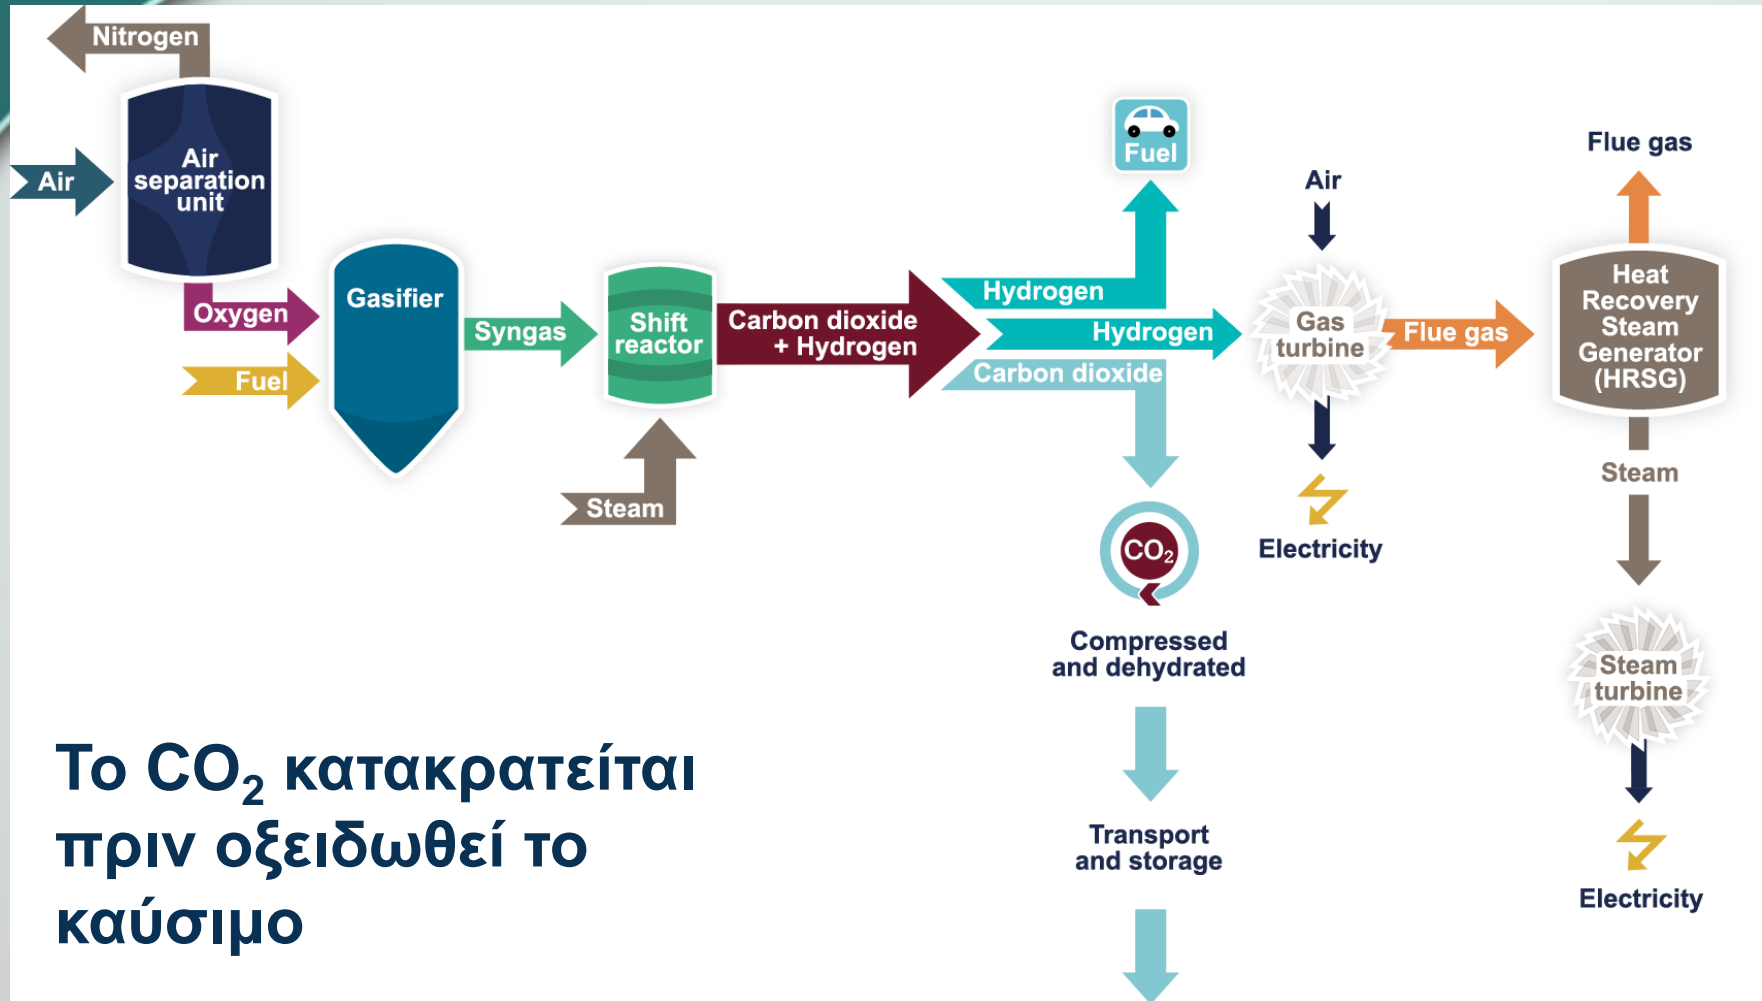 Nitrogen
Air
Air
separation
unit
Oxygen
Fuel
Gasifier
Syngas
Shift
reactor
Steam
Carbon dioxide
+ Hydrogen
Hydrogen
Hydrogen
Carbon dioxide
Fuel
Air
Gas
turbine
Flue gas
Flue gas
Heat
Recovery
Steam
Generator
(HRSG)
Steam
CO₂
Electricity
Compressed
and dehydrated
Steam
turbine
Transport
and storage
Electricity
Το CO₂ κατακρατείται
πριν οξειδωθεί το
καύσιμο